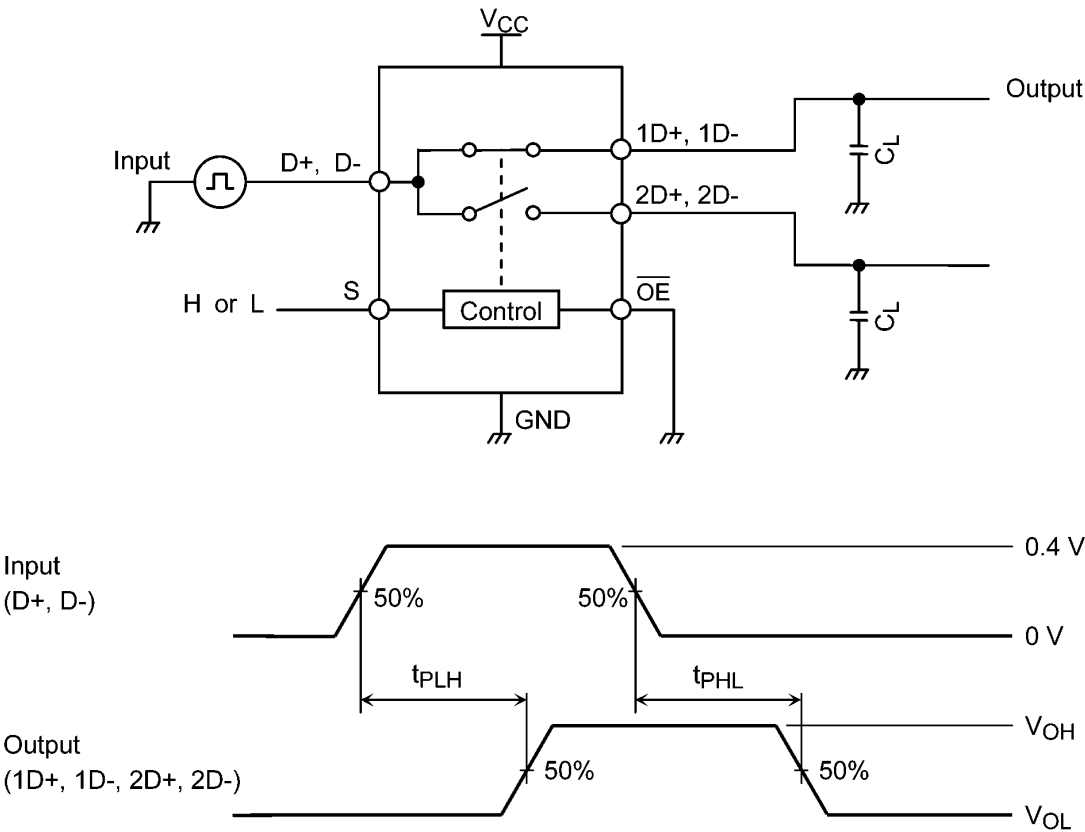 VCC
Output
1D+, 1D-
CL
Input
D+, D-
2D+, 2D-
S
OE
H or L
Control
CL
GND
0.4 V
Input
(D+, D-)
50%
50%
0 V
tPLH
tPHL
VOH
Output
(1D+, 1D-, 2D+, 2D-)
50%
50%
VOL